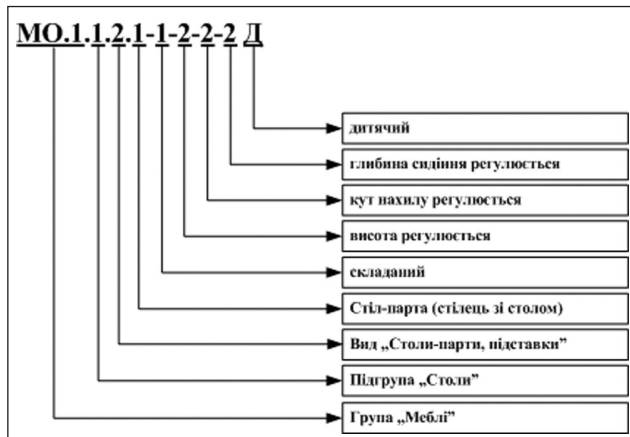 МО.1.1.2.1-1-2-2-2 Д
дитячий
глибина сидіння регулюється
кут нахилу регулюється
висота регулюється
складаний
Стіл-парта (стілець зі столом)
Вид „Столи-парти, підставки”
Підгрупа „Столи”
Група „Меблі”